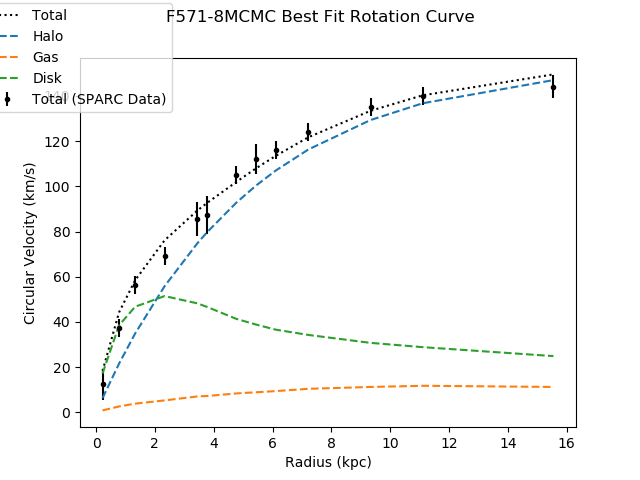 F571-8MCMC Best Fit Rotation Curve
Total
Halo
Gas
Disk
Total (SPARC Data)
Circular Velocity (km/s)
140
120
100
80
60
40
20
0
0 2 4 6 8 10 12 14 16
Radius (kpc)